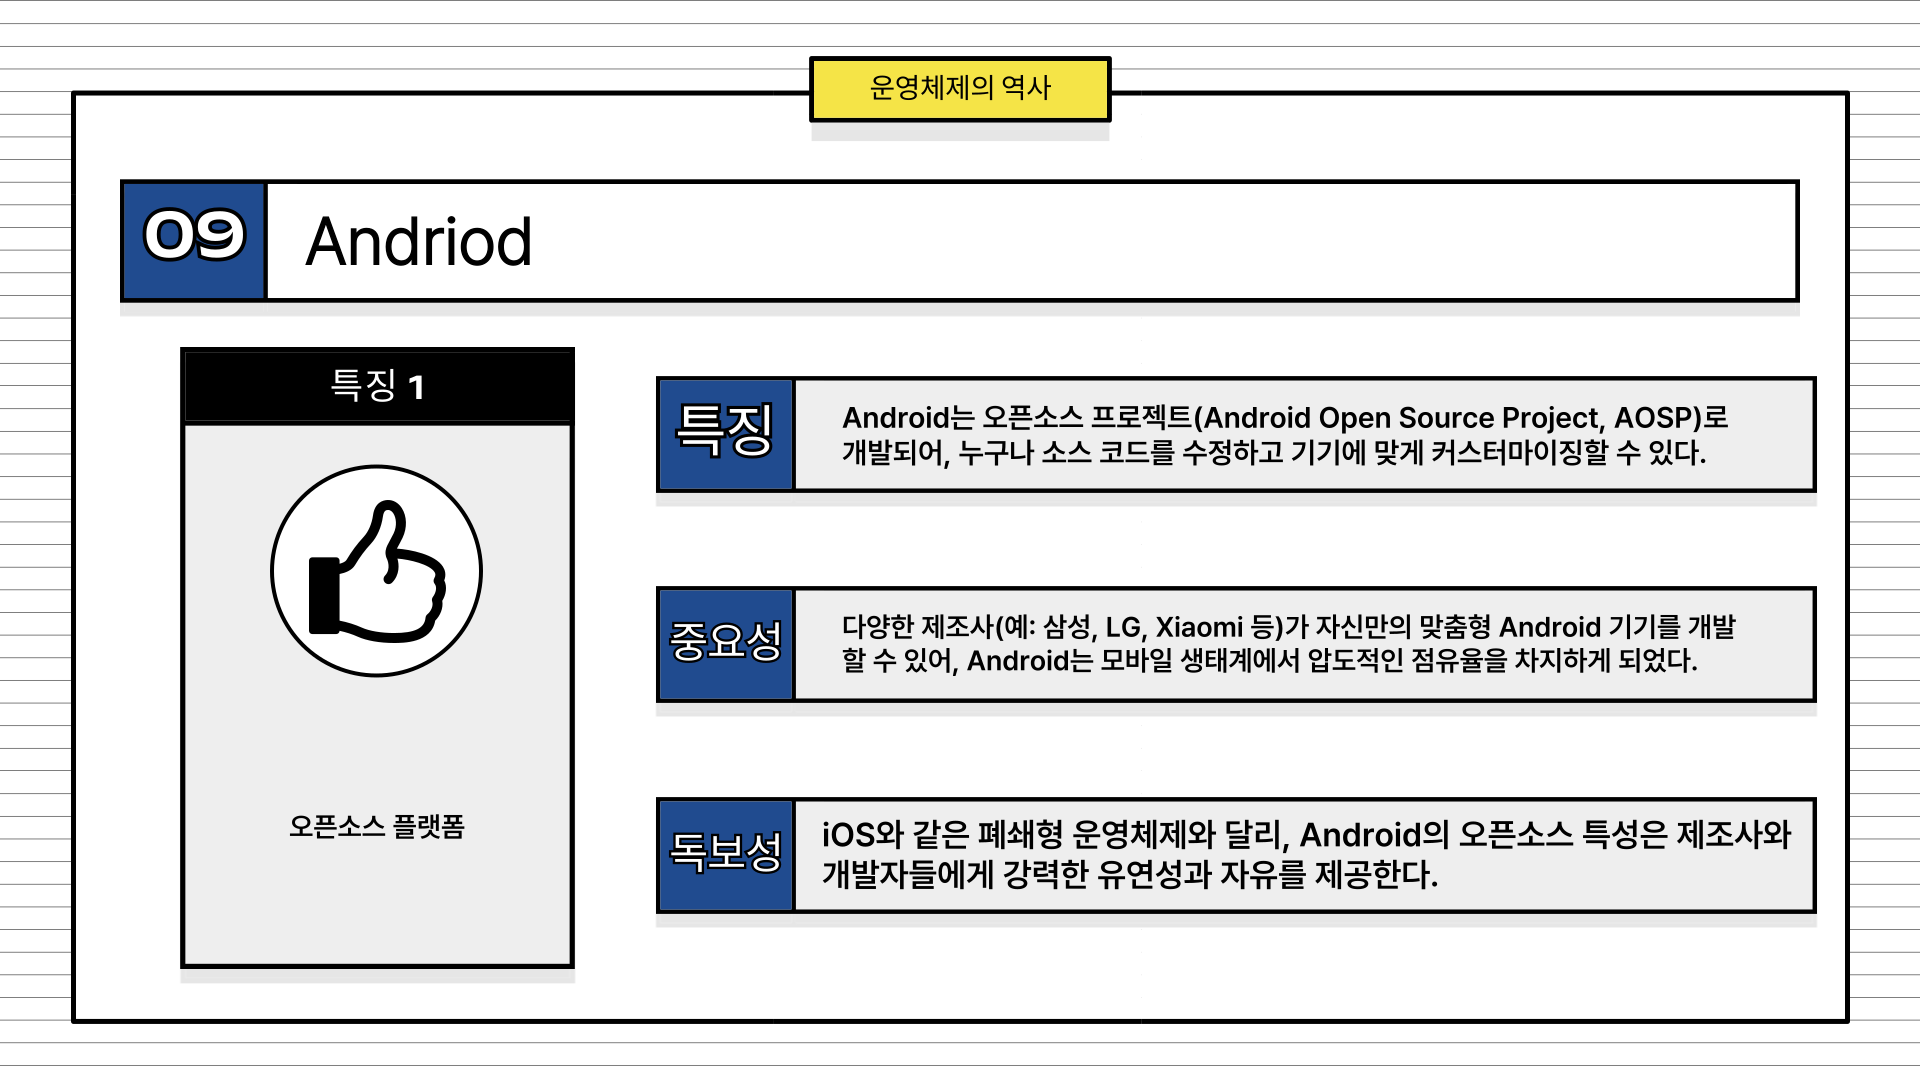 운영체제의 역사
09
Andriod
특징 1
오픈소스 플랫폼
특징
Android는 오픈소스 프로젝트(Android Open Source Project, AOSP)로
개발되어, 누구나 소스 코드를 수정하고 기기에 맞게 커스터마이징할 수 있다.
중요성
다양한 제조사(예: 삼성, LG, Xiaomi 등)가 자신만의 맞춤형 Android 기기를 개발
할 수 있어, Android는 모바일 생태계에서 압도적인 점유율을 차지하게 되었다.
독보성
iOS와 같은 폐쇄형 운영체제와 달리, Android의 오픈소스 특성은 제조사와
개발자들에게 강력한 유연성과 자유를 제공한다.